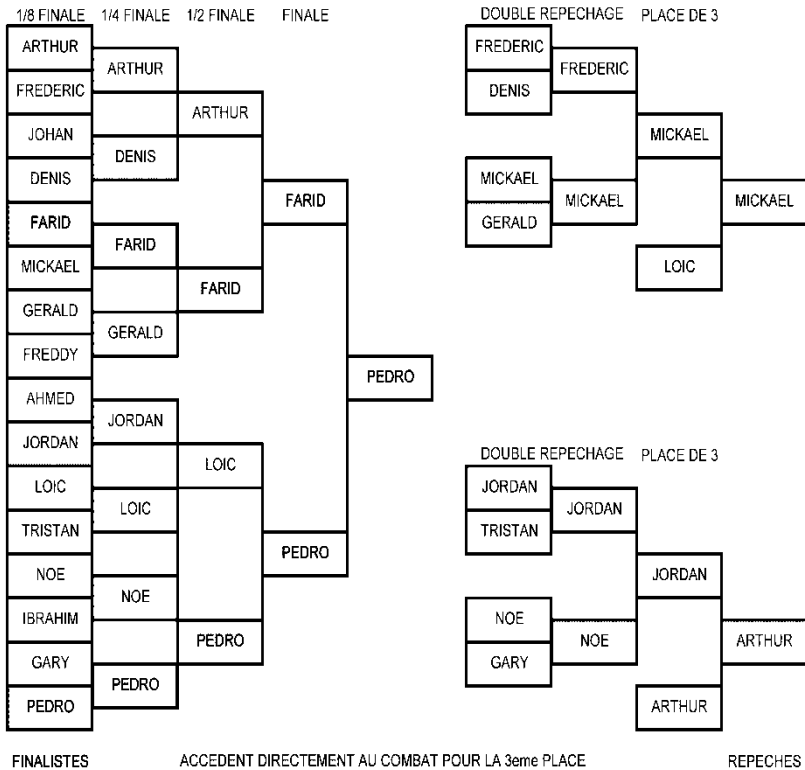 1/8 FINALE 1/4 FINALE 1/2 FINALE FINALE
ARTHUR
FREDERIC
JOHAN
DENIS
FARID
MICKAEL
GERALD
FREDDY
AHMED
JORDAN
LOIC
TRISTAN
NOE
IBRAHIM
GARY
PEDRO
ARTHUR
DENIS
FARID
GERALD
JORDAN
LOIC
NOE
PEDRO
ARTHUR
FARID
LOIC
PEDRO
FARID
PEDRO
PEDRO
DOUBLE REPECHAGE PLACE DE 3
FREDERIC
DENIS
MICKAEL
GERALD
FREDERIC
MICKAEL
MICKAEL
LOIC
MICKAEL
DOUBLE REPECHAGE PLACE DE 3
JORDAN
TRISTAN
NOE
GARY
JORDAN
NOE
JORDAN
ARTHUR
ARTHUR
FINALISTES ACCEDENT DIRECTEMENT AU COMBAT POUR LA 3eme PLACE REPECHES